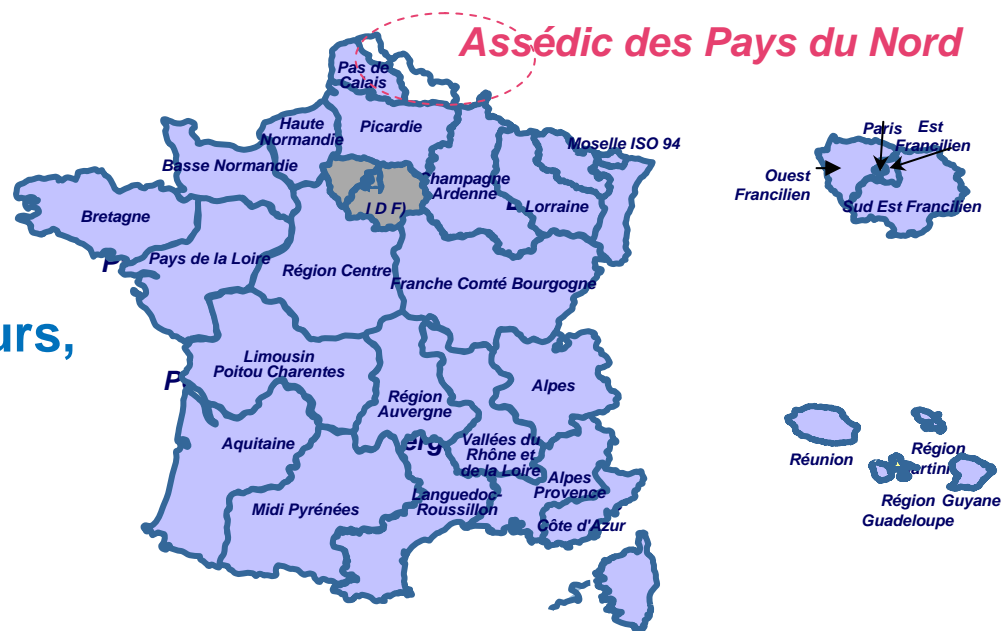 Assédic des Pays du Nord
Pas de
Calais
Haute
Normandie
Picardie
Moselle ISO 94
Basse Normandie
Champagne
Ardenne
Lorraine
I D F)
Bretagne
Pays de la Loire
Région Centre
Franche Comté Bourgogne
Limousin
Poitou Charentes
Région
Auvergne
Alpes
Aquitaine
Vallées du
Rhône et
de la Loire
Alpes
Provence
Languedoc-
Roussillon
Midi Pyrénées
Côte d'Azur
Paris
Est
Francilien
Ouest
Francilien
Sud Est Francilien
Réunion
Région
Région
Guadeloupe
Guyane